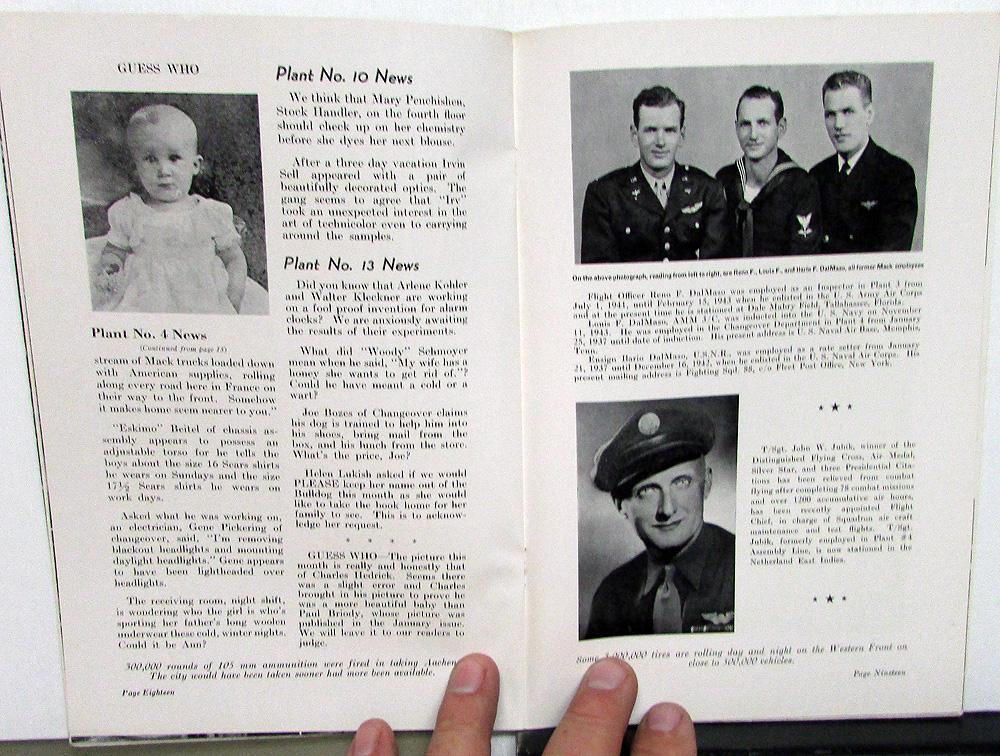 GUESS WHO
Plant No. 4 News
(Continued from page 15)
stream of Mack trucks loaded down
with American supplies, rolling
along every road here in France on
their way to the front. Somehow
it makes home seem nearer to you."
"Eskimo" Beitel of chassis as-
sembly appears to possess an
adjustable torso for he tells the
boys about the size 16 Sears shirts
he wears on Sundays and the size
17½ Sears shirts he wears on
work days.
Asked what he was working on,
an electrician, Gene Pickering of
changeover, said, "I'm removing
blackout headlights and mounting
daylight headlights." Gene appears
to have been lightheaded over
headlights.
The receiving room, night shift,
is wondering who the girl is who's
sporting her father's long woolen
underwear these cold, winter nights.
Could it be Ann?
Plant No. 10 News
We think that Mary Penchishen,
Stock Handler, on the fourth floor
should check up on her chemistry
before she dyes her next blouse.
After a three day vacation Irvin
Sell appeared with a pair of
beautifully decorated optics. The
gang seems to agree that "Irv"
took an unexpected interest in the
art of technicolor even to carrying
around the samples.
Plant No. 13 News
Did you know that Arlene Kohler
and Walter Kleckner are working
on a fool proof invention for alarm
clocks? We are anxiously awaiting
the results of their experiments.
What did "Woody" Schmoyer
mean when he said, "My wife has a
honey she wants to get rid of."?
Could he have meant a cold or a
wart?
Joe Bozes of Changeover claims
his dog is trained to help him into
his shoes, bring mail from the
box, and his lunch from the store.
What's the price, Joe?
Helen Lukish asked if we would
PLEASE keep her name out of the
Bulldog this month as she would
like to take the book home for her
family to see. This is to acknow-
ledge her request.
* * * *
GUESS WHO—The picture this
month is really and honestly that
of Charles Hedrick. Seems there
was a slight error and Charles
brought in his picture to prove he
was a more beautiful baby than
Paul Briody, whose picture was
published in the January issue.
We will leave it to our readers to
judge.
300,000 rounds of 105 mm ammunition were fired in taking Aachen.
The city would have been taken sooner had more been available.
Page Eighteen
On the above photograph, reading from left to right, are Reno F., Louis F., and Ilario F. DalMaso, all former Mack employees
Flight Officer Reno F. DalMaso was employed as an Inspector in Plant 3 from
July 1, 1941, until February 15, 1943 when he enlisted in the U. S. Army Air Corps
and at the present time he is stationed at Dale Mabry Field, Tallahassee, Florida.
Louis F. DalMaso, AMM 3/C was inducted into the U. S. Navy on November
11, 1943. He was employed in the Changeover Department in Plant 4 from January
25, 1937 until date of induction. His present address is U. S. Naval Air Base, Memphis,
Tenn.
Ensign Ilario DalMaso, U.S.N.R., was employed as a rate setter from January
21, 1937 until December 16, 1942, when he enlisted in the U. S. Naval Air Corps. His
present mailing address is Fighting Sqd. 88, c/o Fleet Post Office, New York.
T/Sgt. John W. Jubik, winner of the
Distinguished Flying Cross, Air Medal,
Silver Star, and three Presidential Cita-
tions has been relieved from combat
flying after completing 78 combat missions
and over 1200 accumulative air hours,
has been recently appointed Flight
Chief, in charge of Squadron air craft
maintenance and test flights. T/Sgt.
Jubik, formerly employed in Plant #4
Assembly Line, is now stationed in the
Netherland East Indies.
Some 3,000,000 tires are rolling day and night on the Western Front on
close to 500,000 vehicles.
Page Nineteen